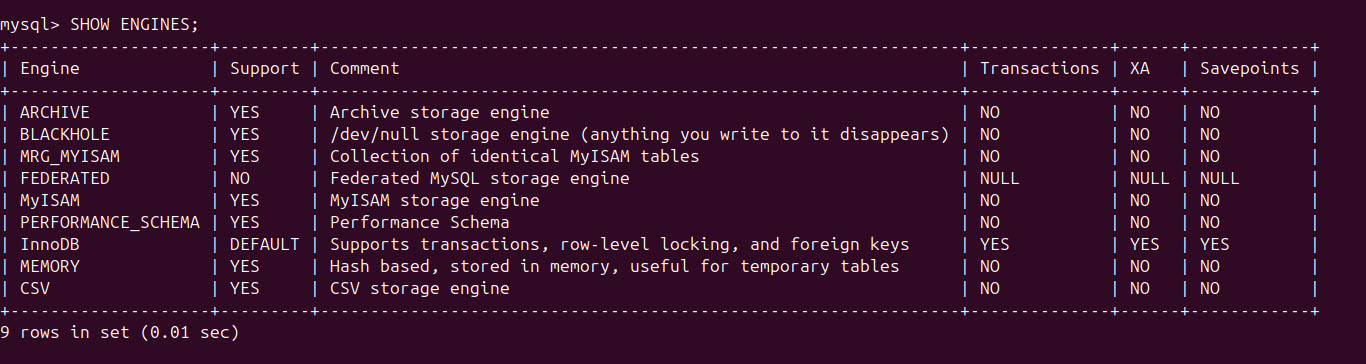 mysql> SHOW ENGINES;
+--------------------+---------+----------------------------------------------------------------+--------------+------+------------+
| Engine             | Support | Comment                                                        | Transactions | XA   | Savepoints |
+--------------------+---------+----------------------------------------------------------------+--------------+------+------------+
| ARCHIVE            | YES     | Archive storage engine                                         | NO           | NO   | NO         |
| BLACKHOLE          | YES     | /dev/null storage engine (anything you write to it disappears) | NO           | NO   | NO         |
| MRG_MYISAM         | YES     | Collection of identical MyISAM tables                          | NO           | NO   | NO         |
| FEDERATED          | NO      | Federated MySQL storage engine                                 | NULL         | NULL | NULL       |
| MyISAM             | YES     | MyISAM storage engine                                          | NO           | NO   | NO         |
| PERFORMANCE_SCHEMA | YES     | Performance Schema                                             | NO           | NO   | NO         |
| InnoDB             | DEFAULT | Supports transactions, row-level locking, and foreign keys     | YES          | YES  | YES        |
| MEMORY             | YES     | Hash based, stored in memory, useful for temporary tables      | NO           | NO   | NO         |
| CSV                | YES     | CSV storage engine                                             | NO           | NO   | NO         |
+--------------------+---------+----------------------------------------------------------------+--------------+------+------------+
9 rows in set (0.01 sec)